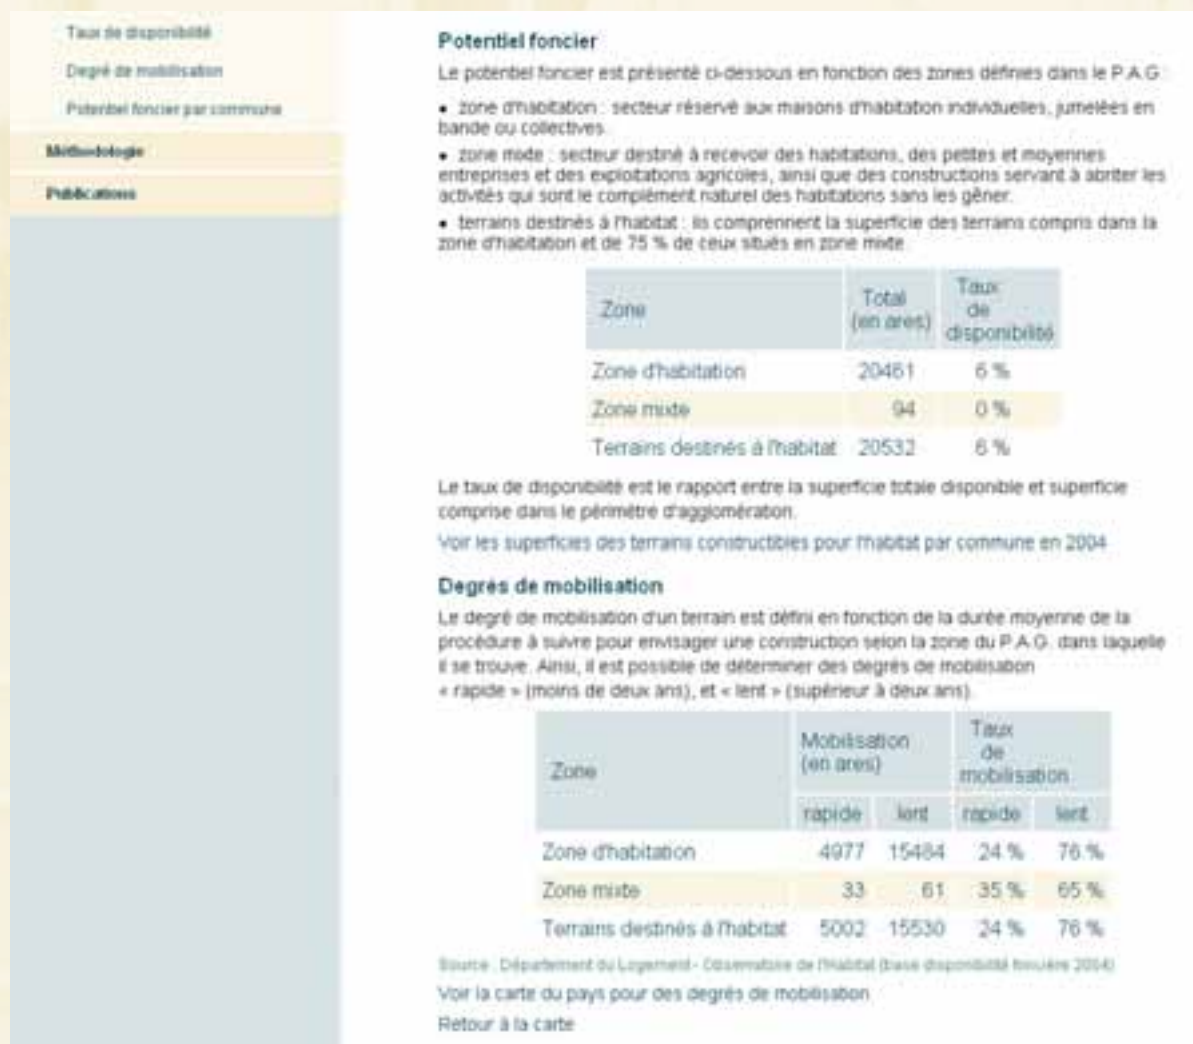 Taux de disponibilité
Degré de mobilisation
Potentiel foncier par commune
Méthodologie
Publications
Potentiel foncier
Le potentiel foncier est présenté ci-dessous en fonction des zones définies dans le P.A.G.:
• zone d'habitation : secteur réservé aux maisons d'habitation individuelles, jumelées en
bande ou collectives.
• zone mixte : secteur destiné à recevoir des habitations, des petites et moyennes
entreprises et des exploitations agricoles, ainsi que des constructions servant à abriter les
activités qui sont le complément naturel des habitations sans les gêner.
• terrains destinés à l'habitat : ils comprennent la superficie des terrains compris dans la
zone d'habitation et de 75 % de ceux situés en zone mixte.
Zone Total (en ares) Taux de disponibilité
Zone d'habitation 20461 6 %
Zone mixte 94 0 %
Terrains destinés à l'habitat 20532 6 %
Le taux de disponibilité est le rapport entre la superficie totale disponible et superficie
comprise dans le périmètre d'agglomération.
Voir les superficies des terrains constructibles pour l'habitat par commune en 2004
Degrés de mobilisation
Le degré de mobilisation d'un terrain est défini en fonction de la durée moyenne de la
procédure à suivre pour envisager une construction selon la zone du P.A.G. dans laquelle
il se trouve. Ainsi, il est possible de déterminer des degrés de mobilisation
« rapide » (moins de deux ans), et « lent » (supérieur à deux ans).
Zone Mobilisation (en ares) Taux de mobilisation
rapide lent rapide lent
Zone d'habitation 4977 15484 24 % 76 %
Zone mixte 33 61 35 % 65 %
Terrains destinés à l'habitat 5002 15530 24 % 76 %
Source : Département du Logement - Observatoire de l'Habitat (base disponibilité foncière 2004)
Voir la carte du pays pour des degrés de mobilisation
Retour à la carte